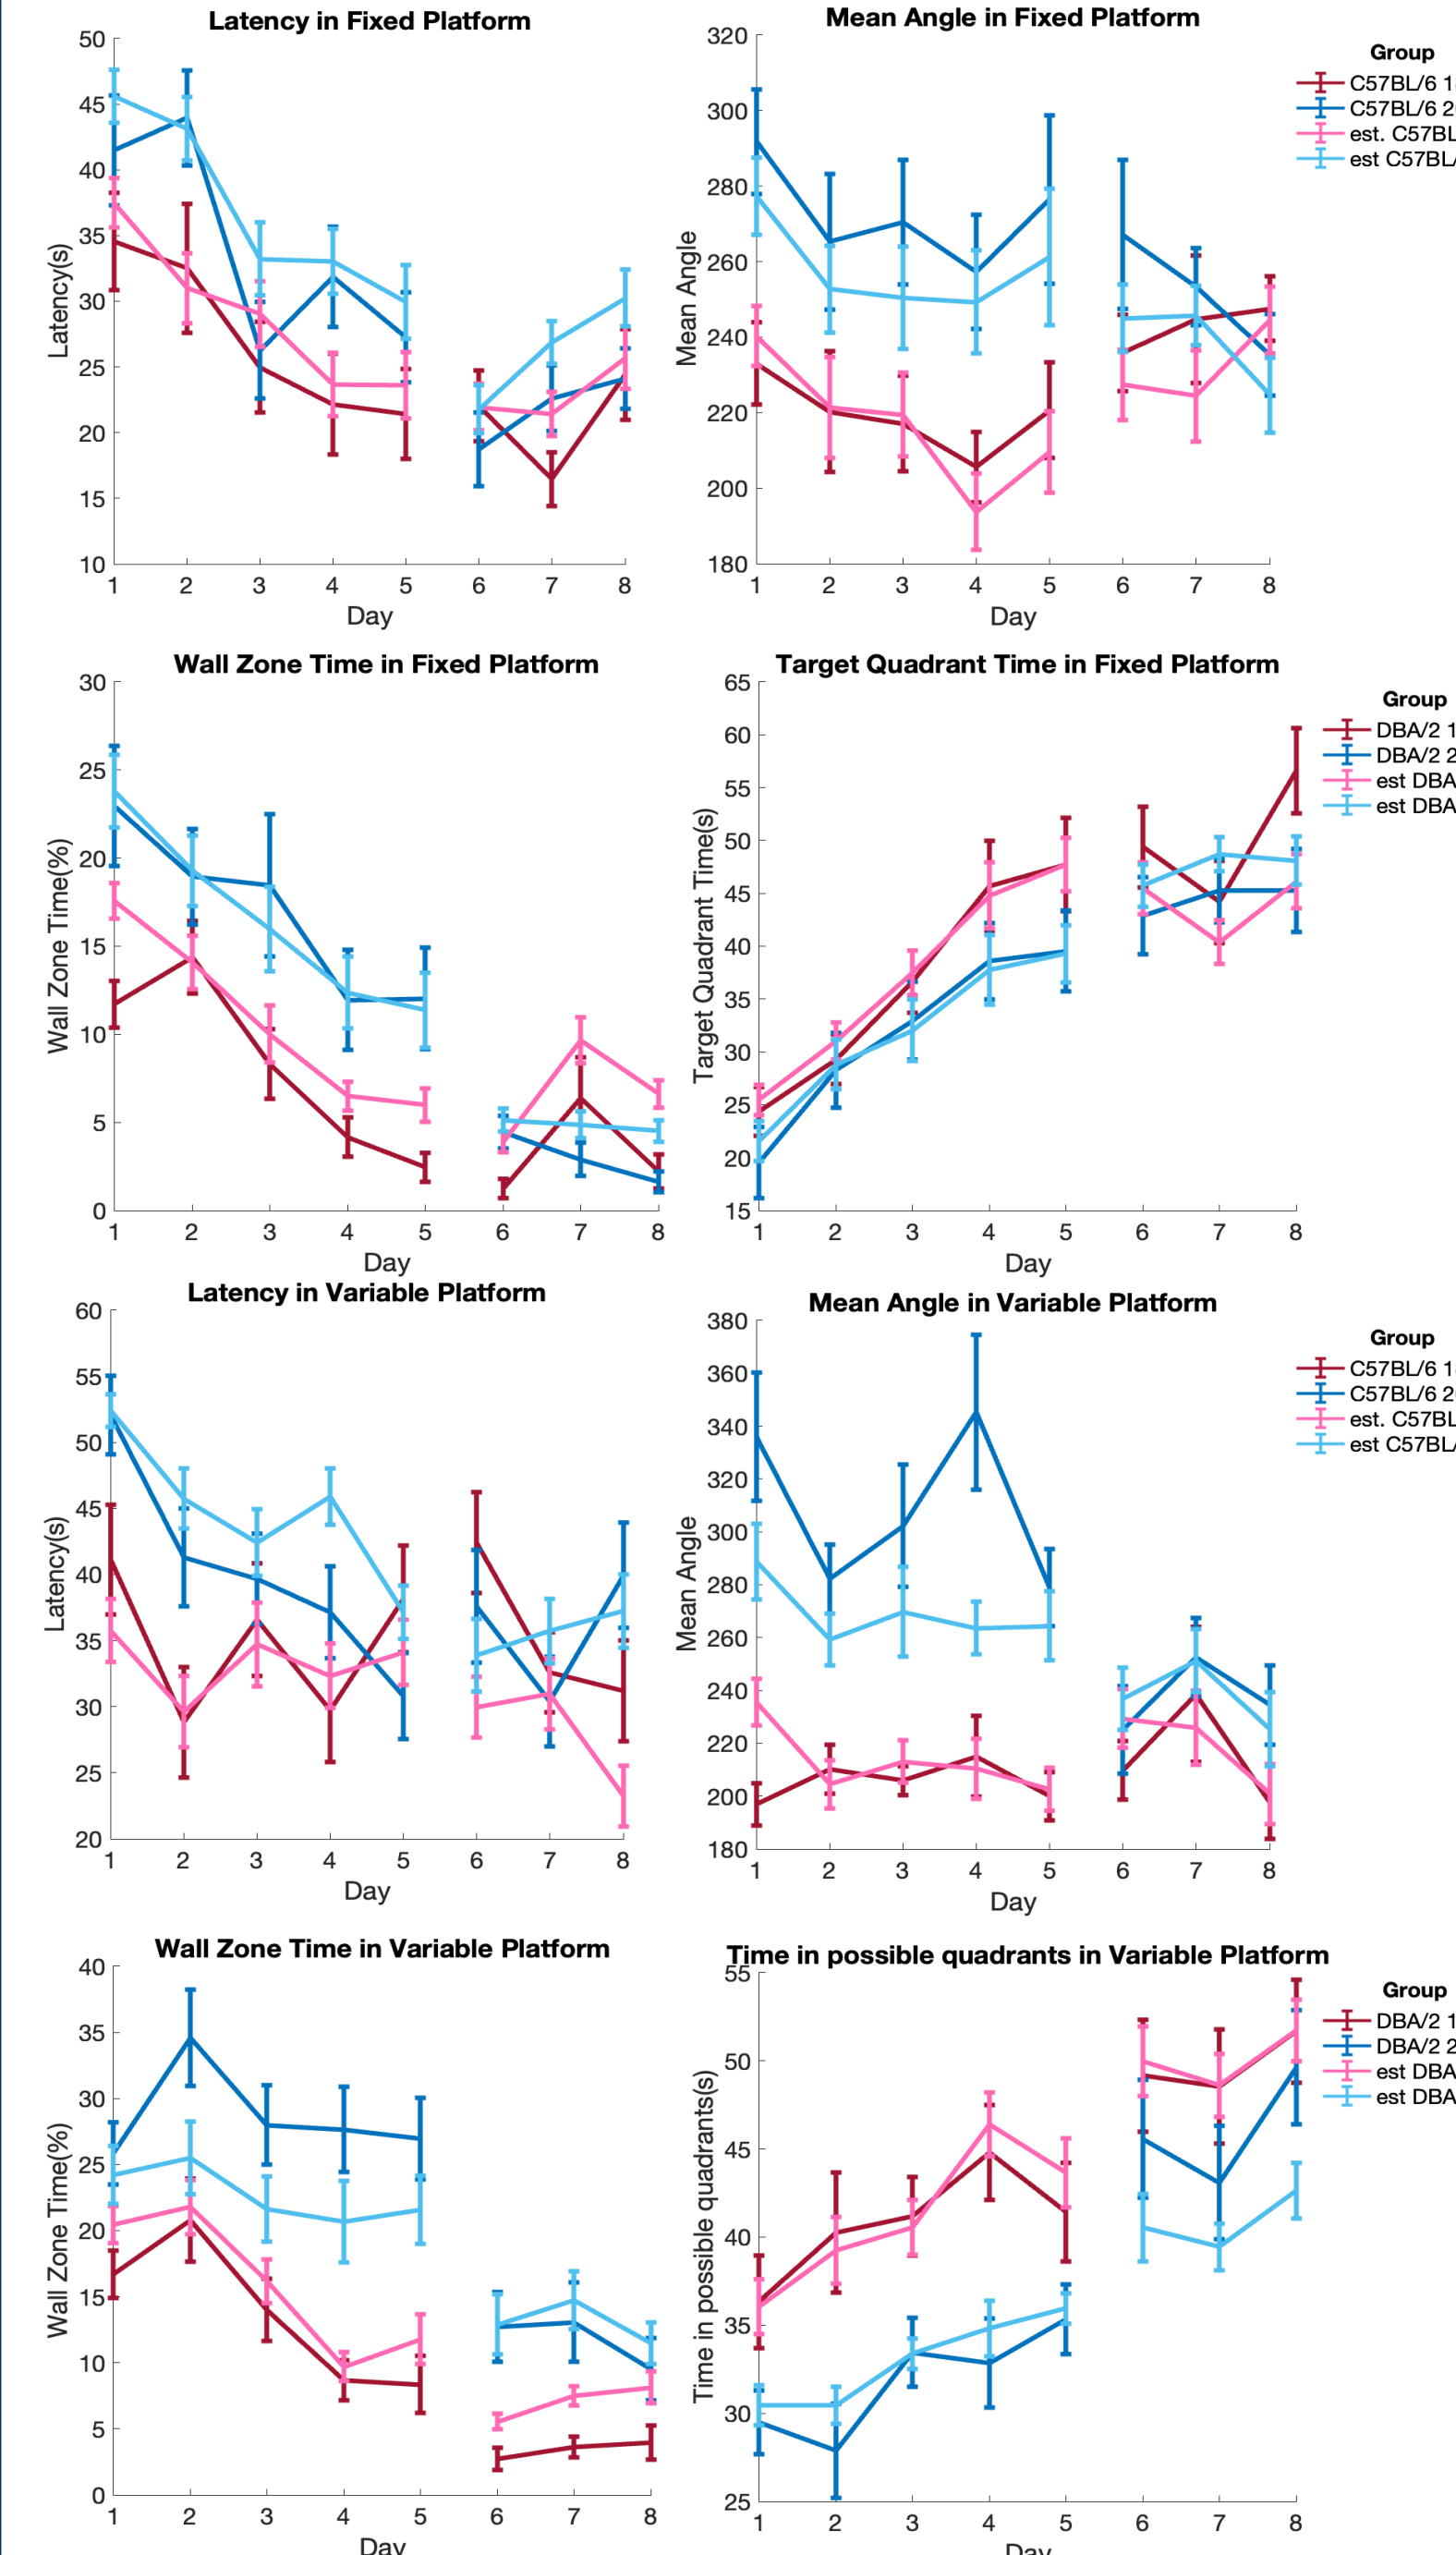 Latency in Fixed Platform
50
45
40
35
30
25
20
15
10
Latency(s)
1 2 3 4 5 6 7 8
Day
Mean Angle in Fixed Platform
320
300
280
260
240
220
200
180
Mean Angle
1 2 3 4 5 6 7 8
Day
Group
C57BL/6 1
C57BL/6 2
est. C57BL
est C57BL/
Wall Zone Time in Fixed Platform
30
25
20
15
10
5
0
Wall Zone Time(%)
1 2 3 4 5 6 7 8
Day
Target Quadrant Time in Fixed Platform
65
60
55
50
45
40
35
30
25
20
15
Target Quadrant Time(s)
1 2 3 4 5 6 7 8
Day
Group
DBA/2 1
DBA/2 2
est DBA
est DBA
Latency in Variable Platform
60
55
50
45
40
35
30
25
20
Latency(s)
1 2 3 4 5 6 7 8
Day
Mean Angle in Variable Platform
380
360
340
320
300
280
260
240
220
200
180
Mean Angle
1 2 3 4 5 6 7 8
Day
Group
C57BL/6 1
C57BL/6 2
est. C57BL
est C57BL/
Wall Zone Time in Variable Platform
40
35
30
25
20
15
10
5
0
Wall Zone Time(%)
1 2 3 4 5 6 7 8
Day
Time in possible quadrants in Variable Platform
55
50
45
40
35
30
25
Time in possible quadrants(s)
1 2 3 4 5 6 7 8
Day
Group
DBA/2 1
DBA/2 2
est DBA
est DBA